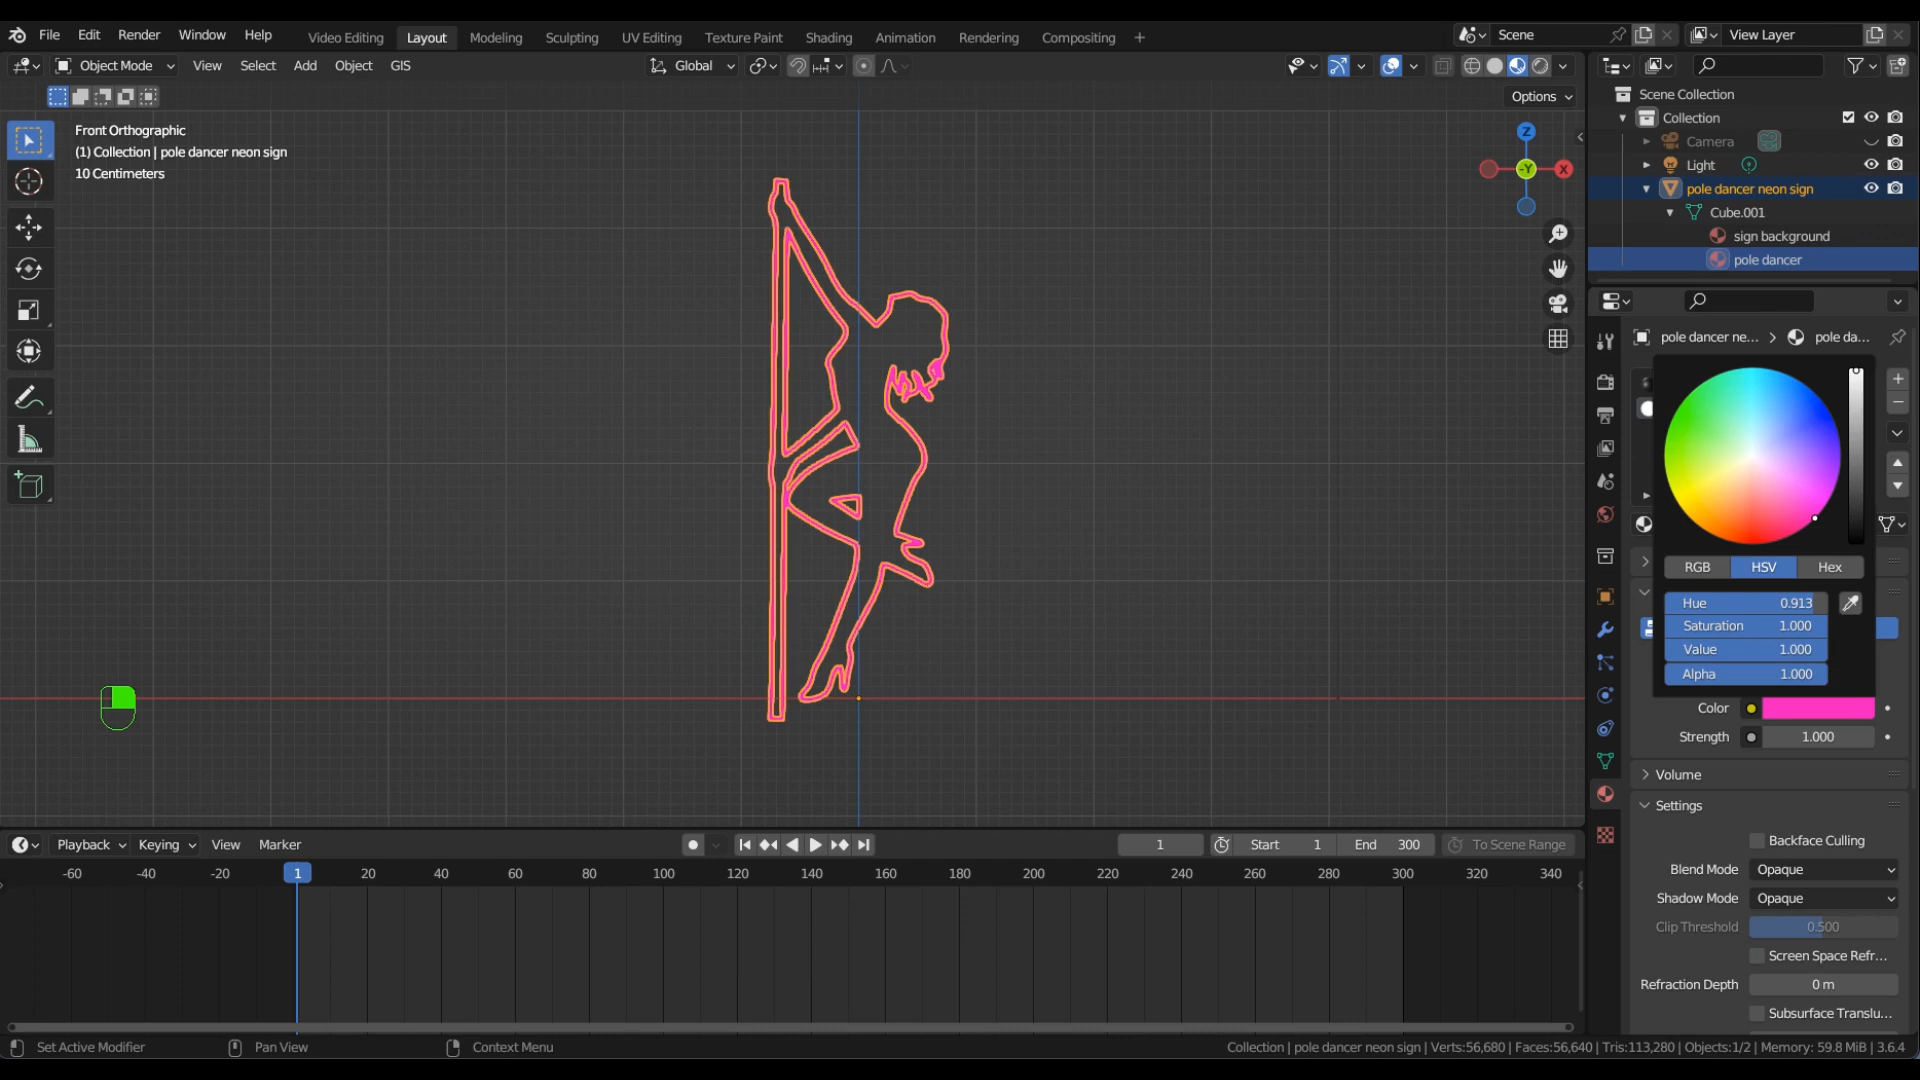 File Edit Render Window Help Video Editing Layout Modeling Sculpting UV Editing Texture Paint Shading Animation Rendering Compositing + Scene View Layer
Object Mode View Select Add Object GIS Global
Options
Front Orthographic
(1) Collection | pole dancer neon sign
10 Centimeters
Z
-Y
X
Scene Collection
Collection
Camera
Light
pole dancer neon sign
Cube.001
sign background
pole dancer
pole dancer ne... > pole da...
RGB HSV Hex
Hue 0.913
Saturation 1.000
Value 1.000
Alpha 1.000
Color
Strength 1.000
Volume
Settings
Backface Culling
Blend Mode Opaque
Shadow Mode Opaque
Clip Threshold 0.500
Screen Space Refr...
Refraction Depth 0 m
Subsurface Translu...
Playback Keying View Marker 1 Start 1 End 300 To Scene Range
-60 -40 -20 1 20 40 60 80 100 120 140 160 180 200 220 240 260 280 300 320 340
Set Active Modifier Pan View Context Menu Collection | pole dancer neon sign | Verts:56,680 | Faces:56,640 | Tris:113,280 | Objects:1/2 | Memory: 59.8 MiB | 3.6.4